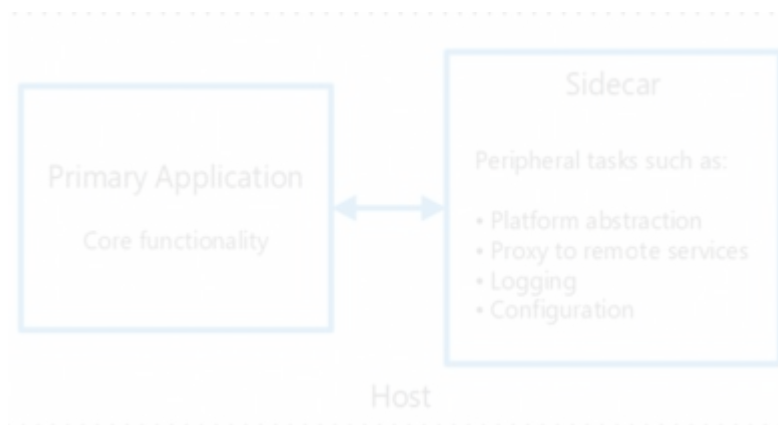 Primary Application
Core functionality
Sidecar
Peripheral tasks such as:
• Platform abstraction
• Proxy to remote services
• Logging
• Configuration
Host